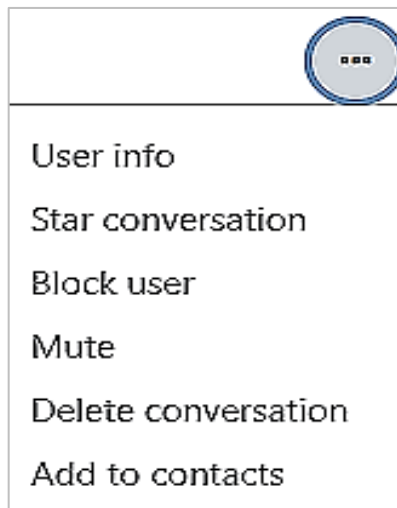 User info
Star conversation
Block user
Mute
Delete conversation
Add to contacts